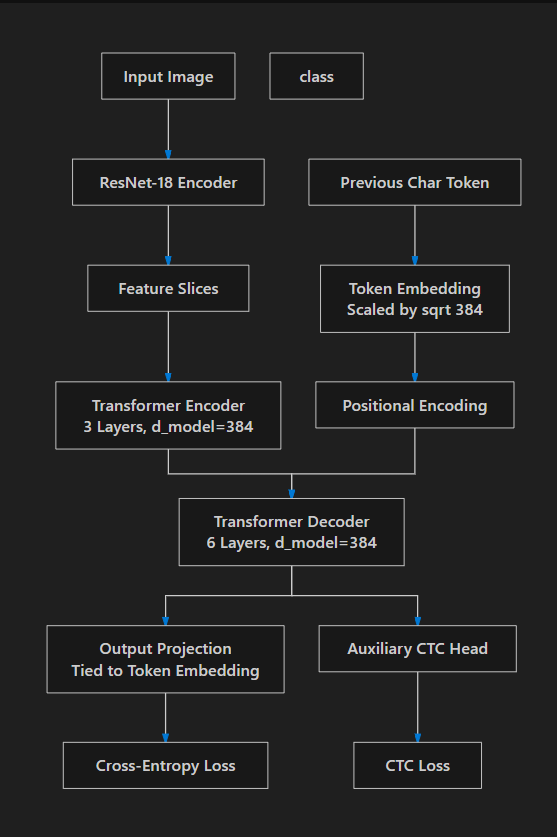 Input Image
class
ResNet-18 Encoder
Previous Char Token
Feature Slices
Token Embedding
Scaled by sqrt 384
Transformer Encoder
3 Layers, d_model=384
Positional Encoding
Transformer Decoder
6 Layers, d_model=384
Output Projection
Tied to Token Embedding
Auxiliary CTC Head
Cross-Entropy Loss
CTC Loss